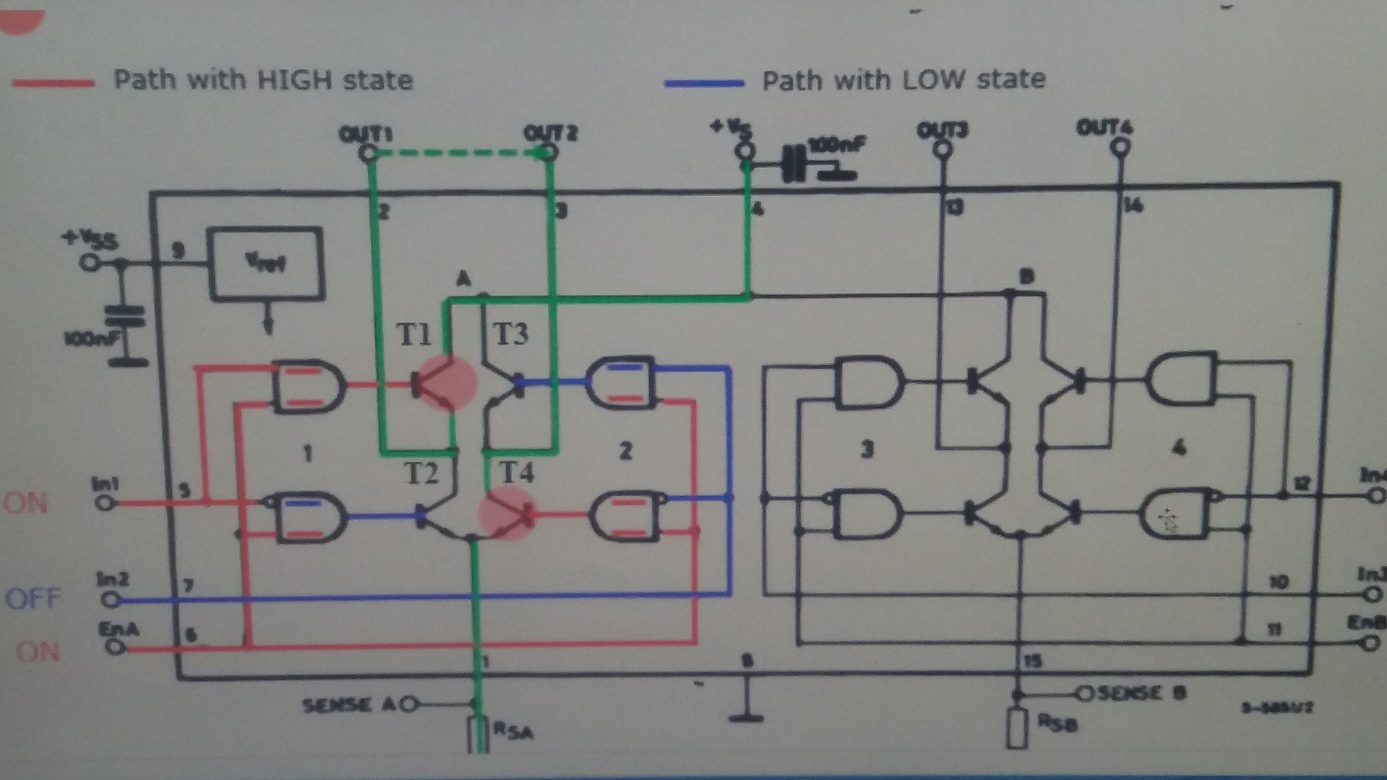 Path with HIGH state
Path with LOW state
OUT1
OUT2
+VS
100nF
OUT3
OUT4
2
3
4
13
14
+VSS
9
Vref
A
B
100nF
T1
T3
1
2
3
4
T2
T4
ON
In1
5
12
In4
OFF
In2
7
10
In3
ON
EnA
6
11
EnB
1
8
15
SENSE A
SENSE B
RSA
RSB